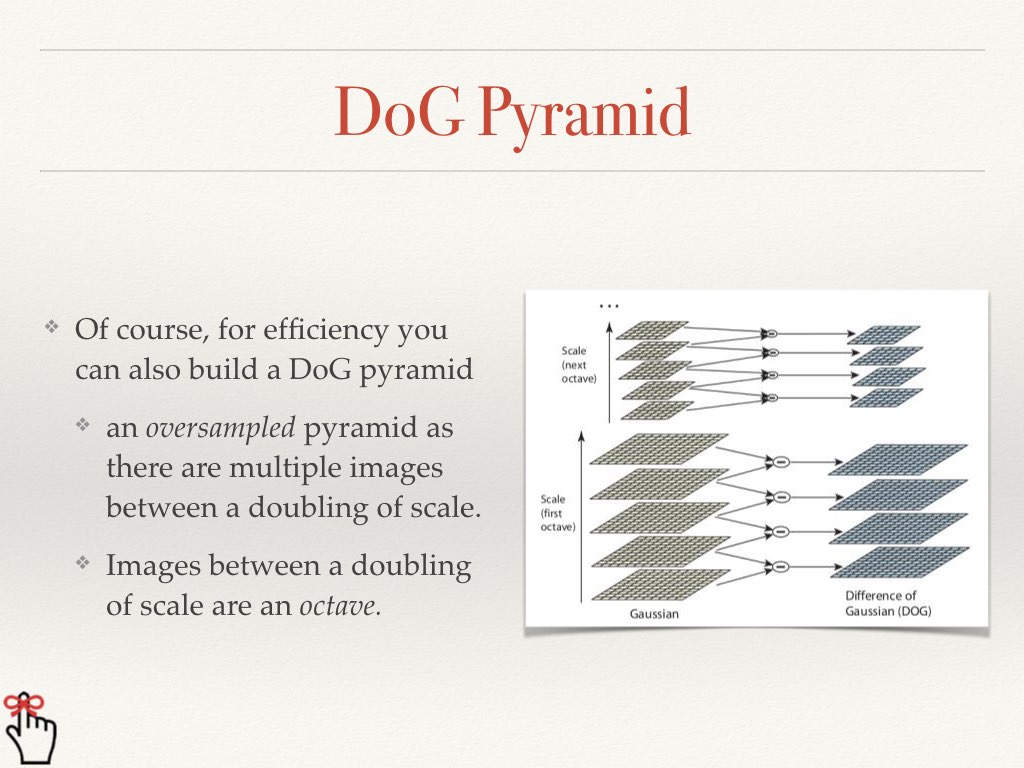 DoG Pyramid
❖ Of course, for efficiency you
can also build a DoG pyramid
❖ an oversampled pyramid as
there are multiple images
between a doubling of scale.
❖ Images between a doubling
of scale are an octave.
...
Scale
(next
octave)
Scale
(first
octave)
Gaussian
Difference of
Gaussian (DOG)